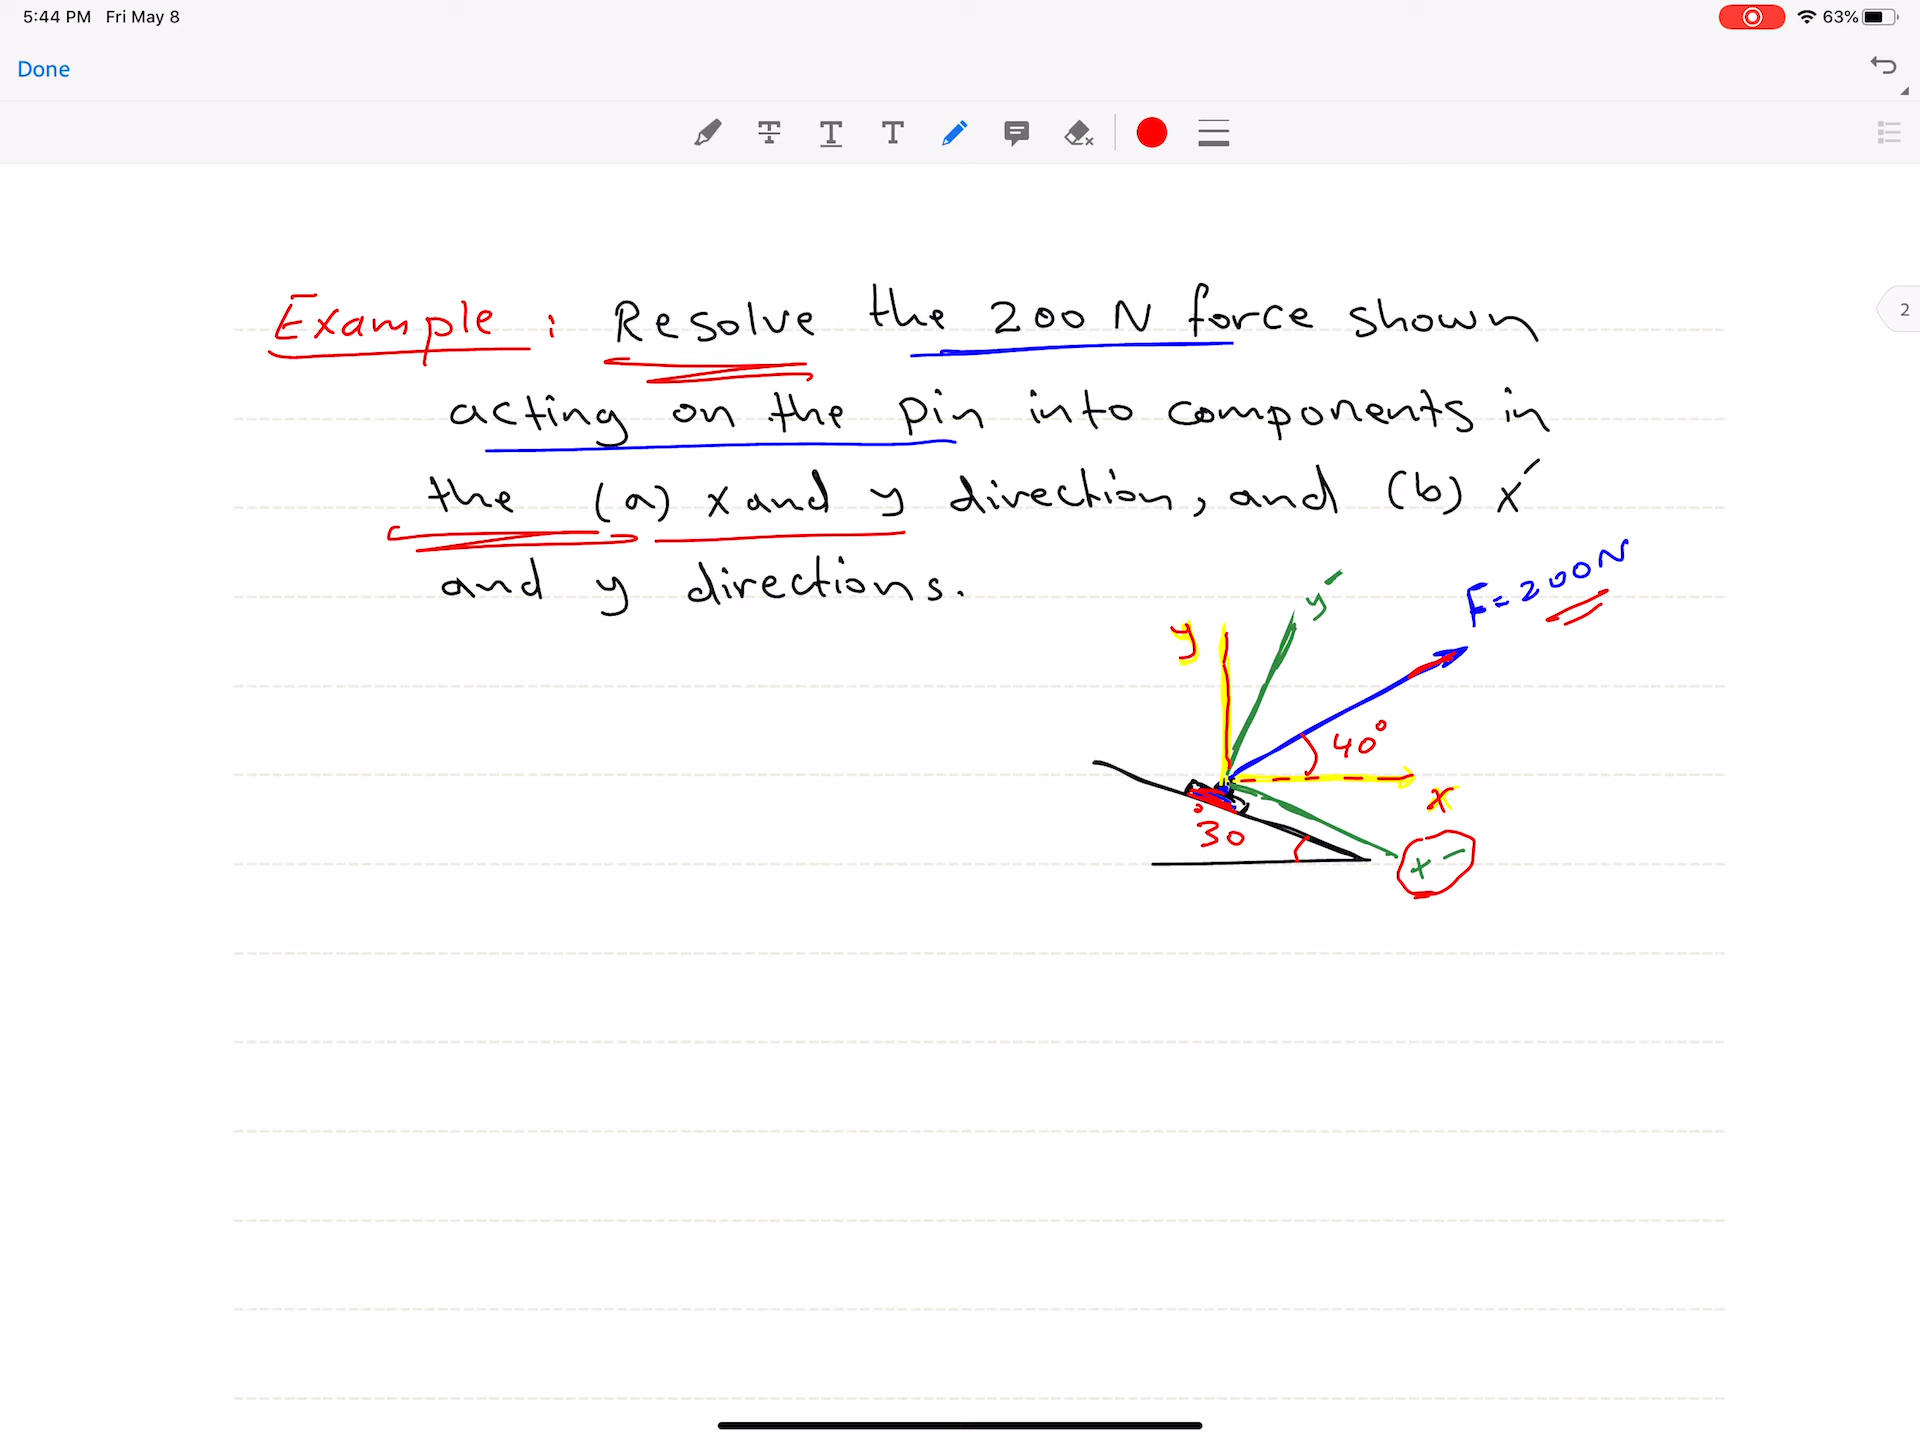 5:44 PM Fri May 8
63%
Done
T T T
2
Example : Resolve the 200 N force shown
acting on the pin into components in
the (a) x and y direction, and (b) x′
and y directions.
F = 200N
y′
y
40°
x
30°
x′